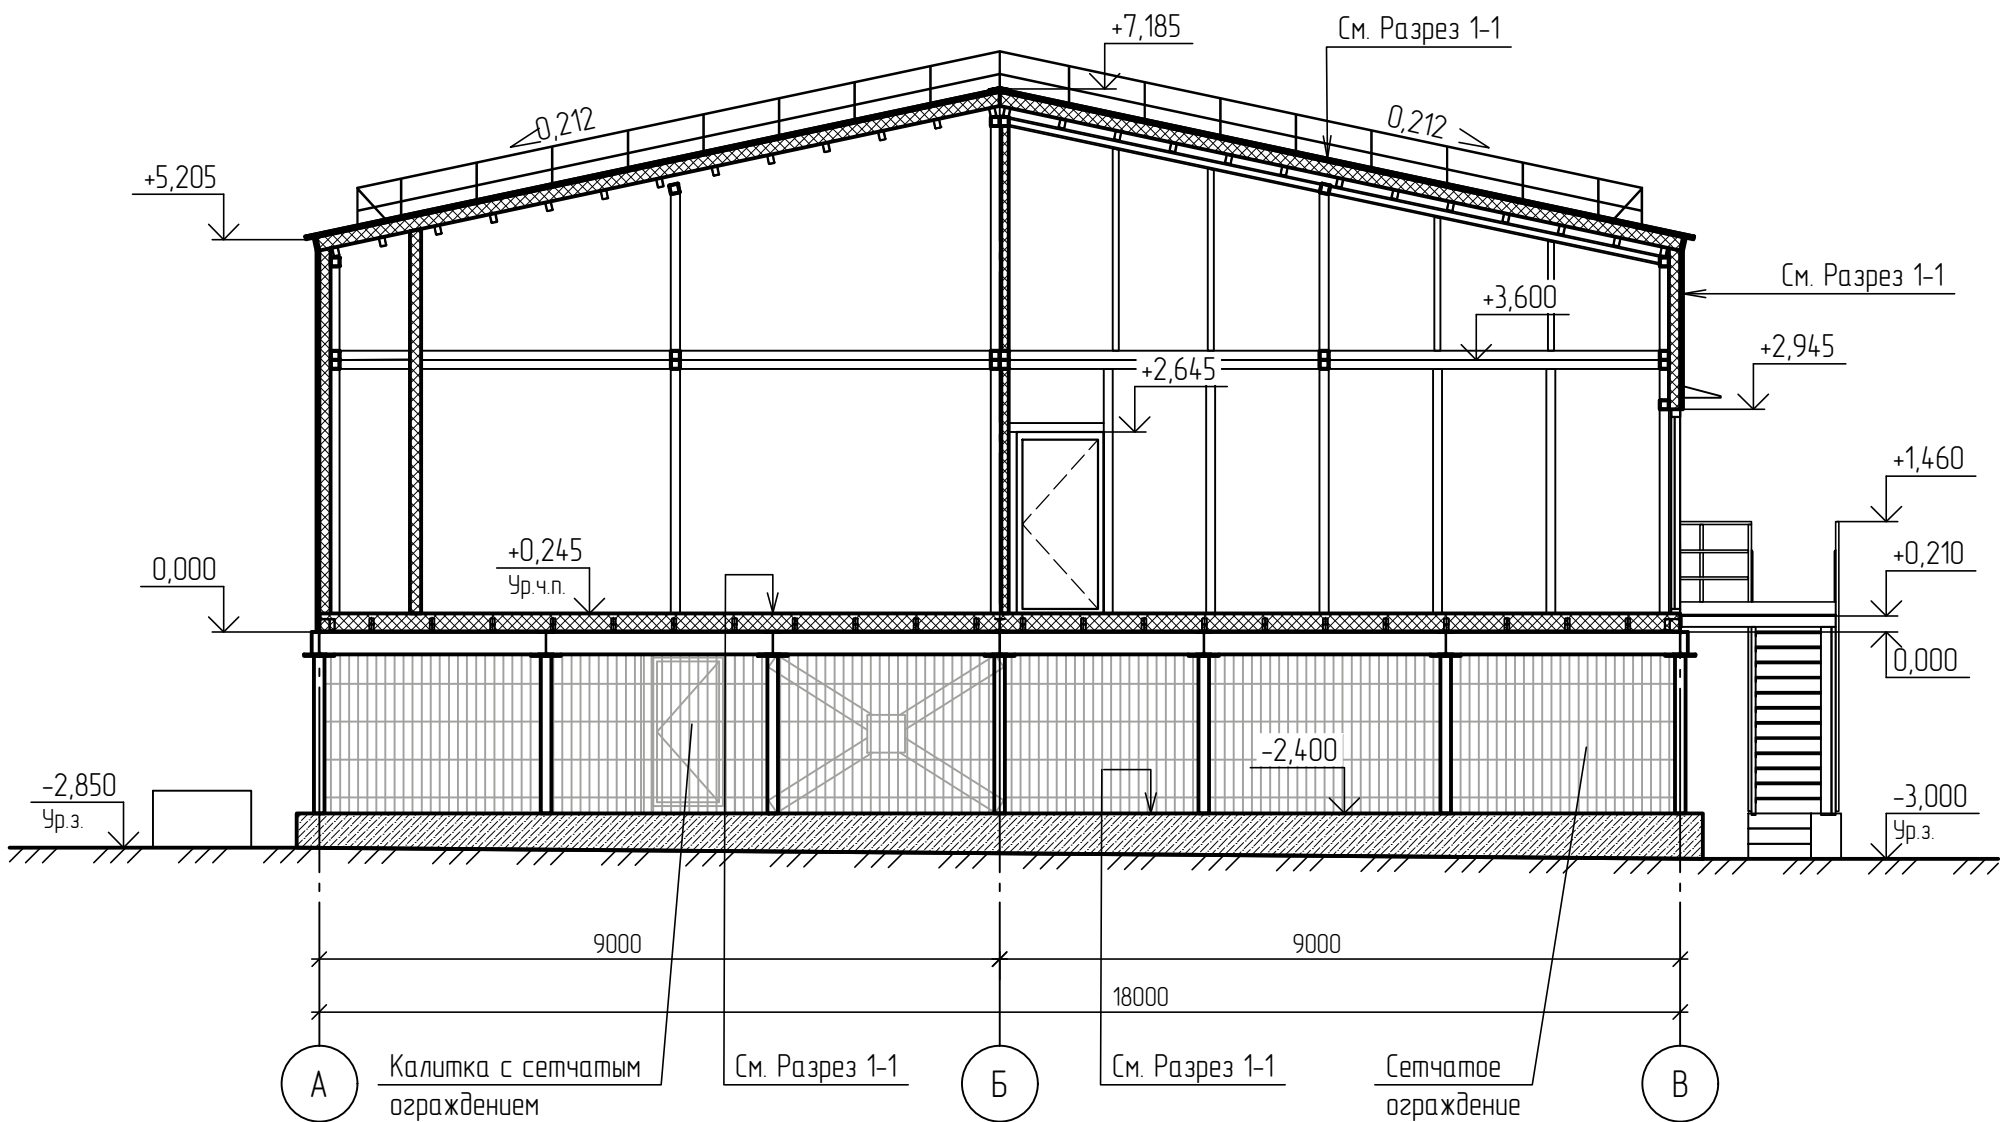 +7,185
См. Разрез 1-1
0,212
0,212
+5,205
См. Разрез 1-1
+3,600
+2,945
+2,645
+1,460
+0,245
Ур.ч.п.
+0,210
0,000
0,000
-2,400
-2,850
Ур.з.
-3,000
Ур.з.
9000
9000
18000
А
Калитка с сетчатым
ограждением
См. Разрез 1-1
Б
См. Разрез 1-1
Сетчатое
ограждение
В